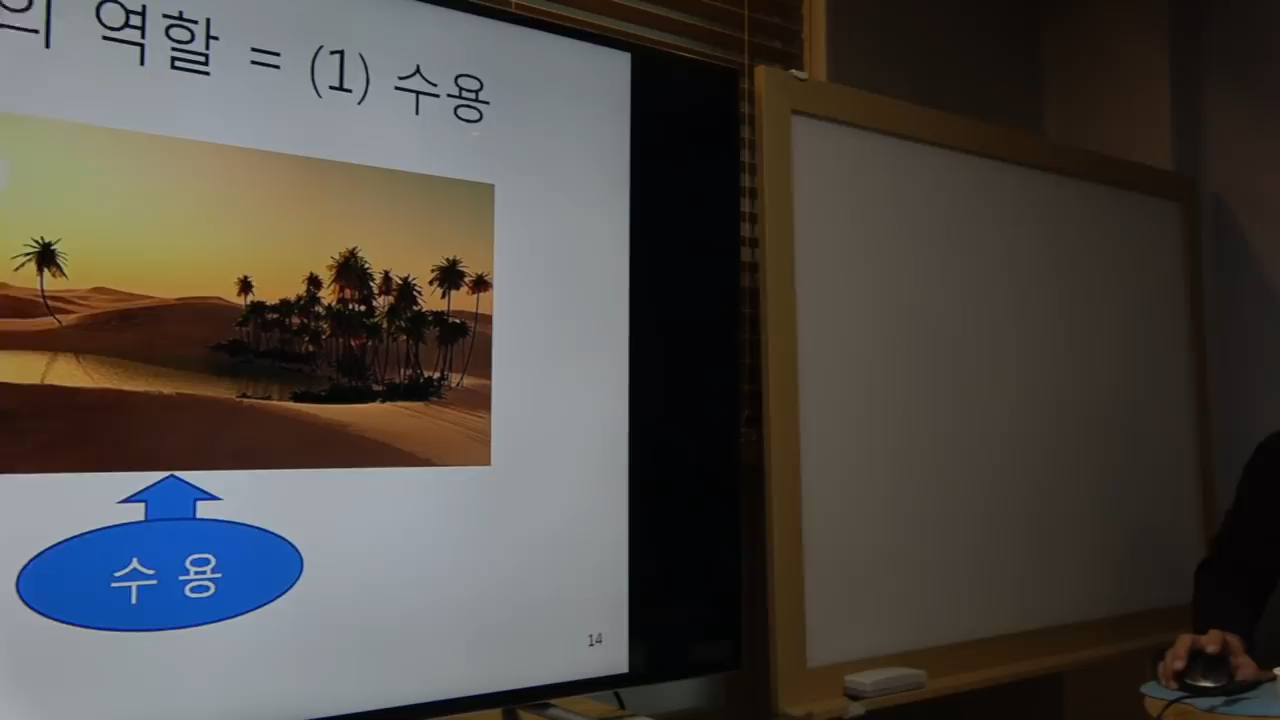 의 역할 = (1) 수용
수 용
14